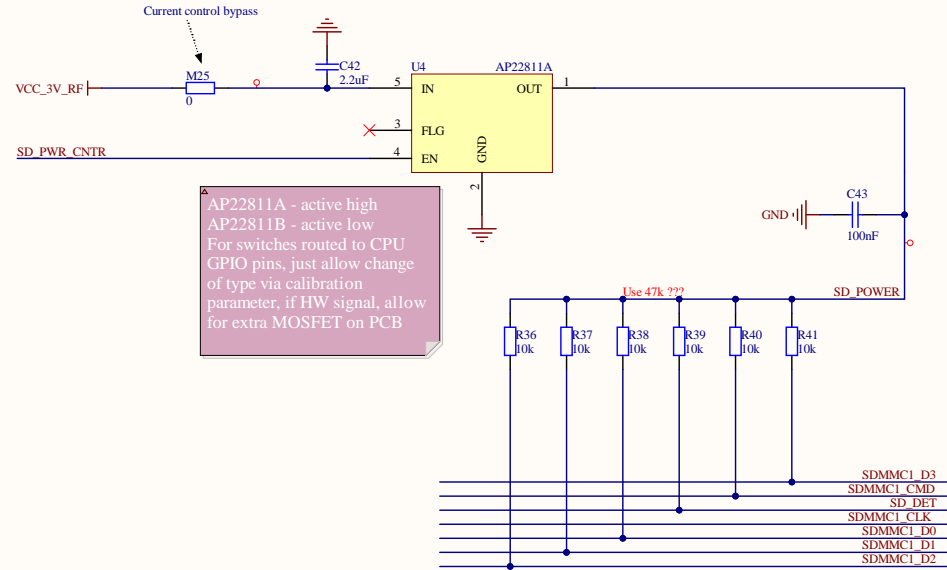 Current control bypass
C42
2.2uF
U4
AP22811A
M25
0
VCC_3V_RF
5
IN
OUT
1
3
FLG
SD_PWR_CNTR
4
EN
GND
2
AP22811A - active high
AP22811B - active low
For switches routed to CPU
GPIO pins, just allow change
of type via calibration
parameter, if HW signal, allow
for extra MOSFET on PCB
C43
GND
100nF
Use 47k ???
SD_POWER
R36
10k
R37
10k
R38
10k
R39
10k
R40
10k
R41
10k
SDMMC1_D3
SDMMC1_CMD
SD_DET
SDMMC1_CLK
SDMMC1_D0
SDMMC1_D1
SDMMC1_D2